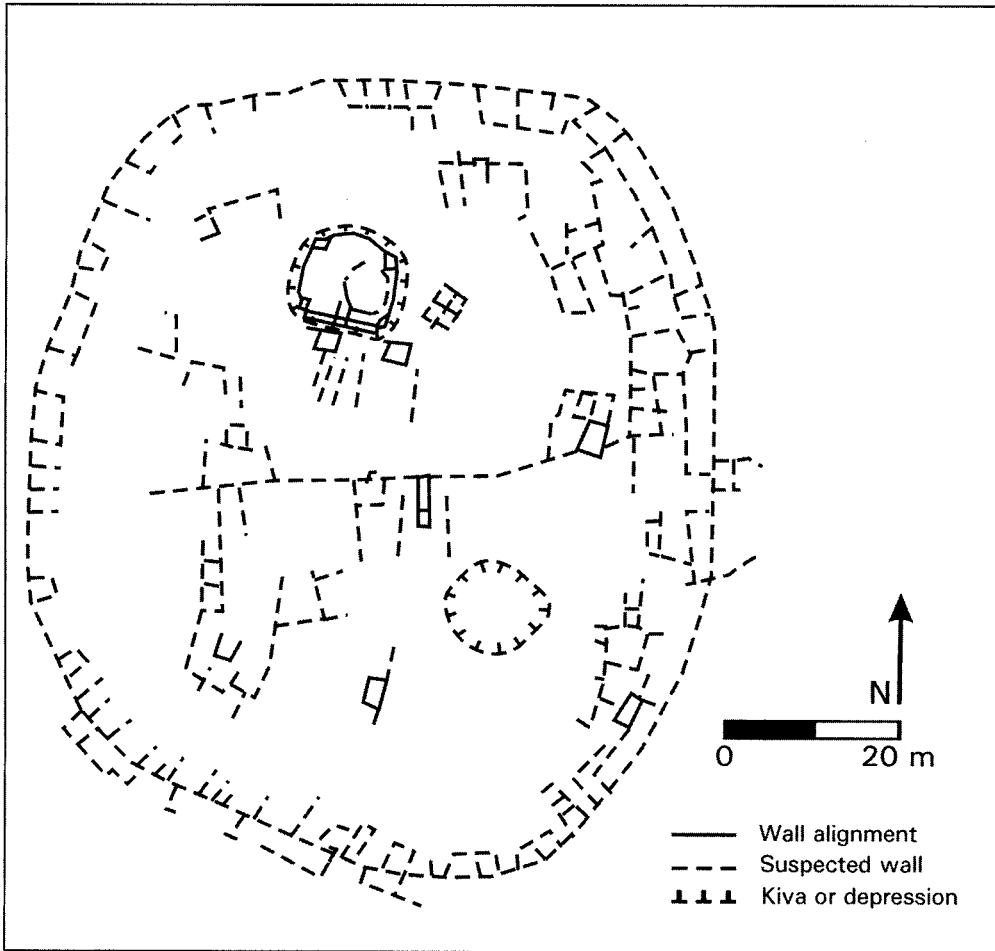 N
0 20 m
Wall alignment
Suspected wall
Kiva or depression